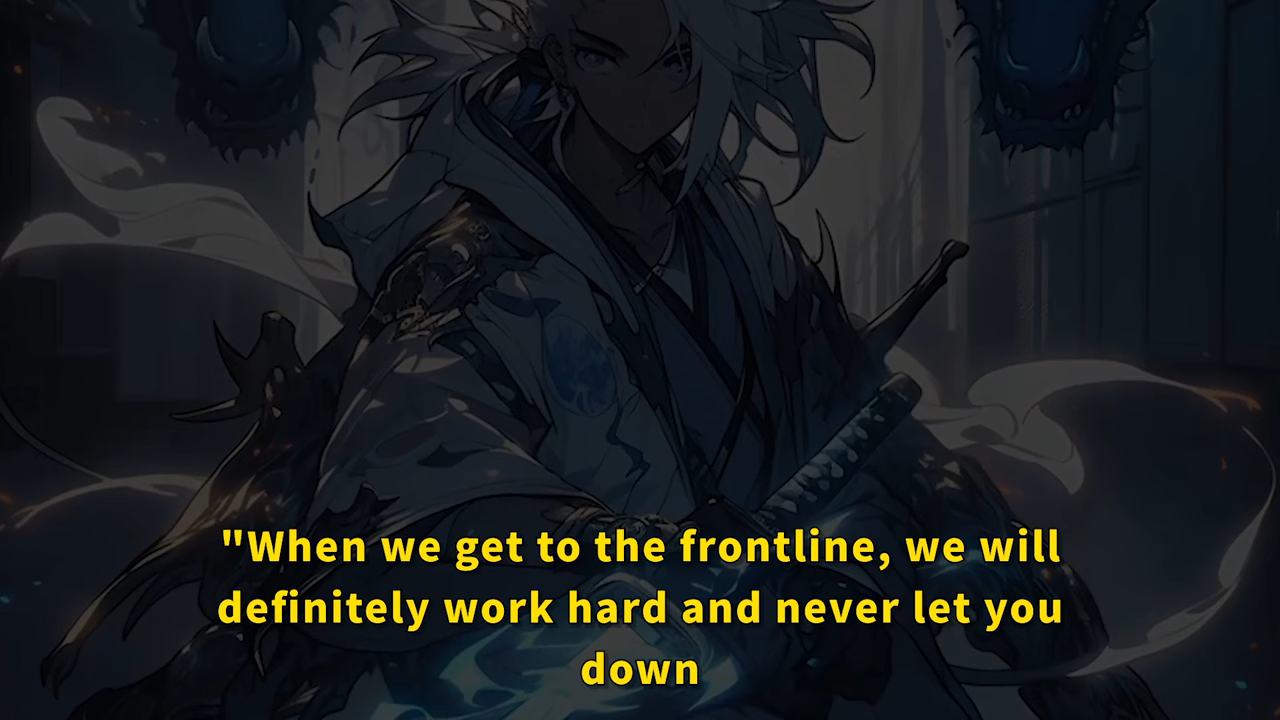 "When we get to the frontline, we will
definitely work hard and never let you
down